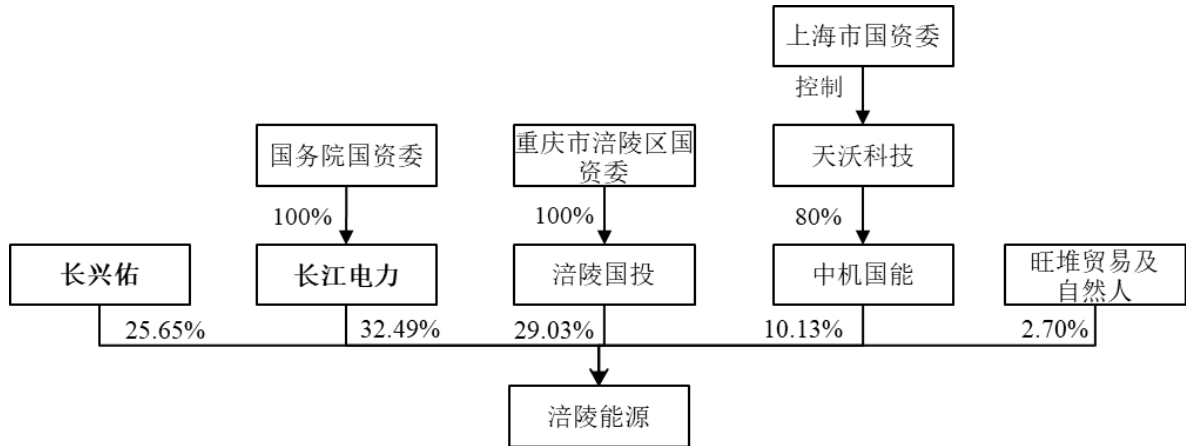 上海市国资委
控制
国务院国资委
重庆市涪陵区国
资委
天沃科技
100%
100%
80%
长兴佑
长江电力
涪陵国投
中机国能
旺堆贸易及
自然人
25.65%
32.49%
29.03%
10.13%
2.70%
涪陵能源